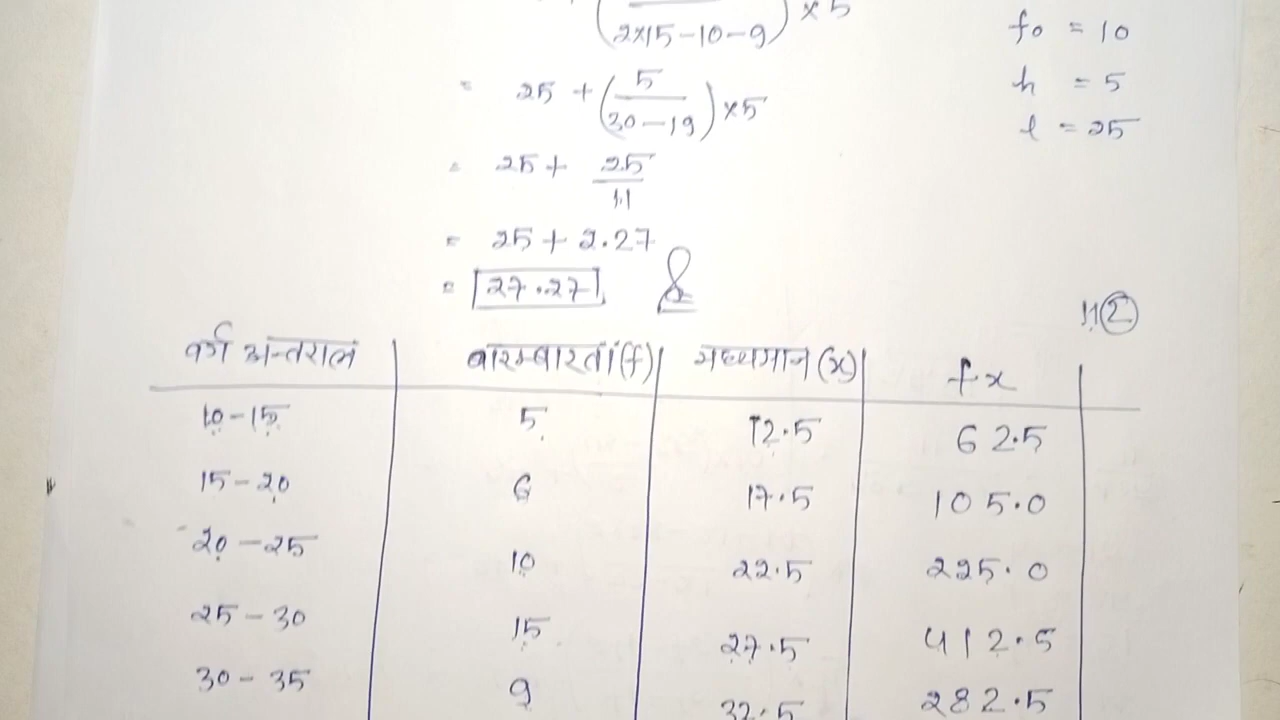 ( / 2×15-10-9 ) × 5
f0 = 10
= 25 + ( 5 / 30-19 ) × 5
h = 5
l = 25
= 25 + 25 / 11
= 25 + 2.27
= 27.27
વર્ગ अन्तराल बारम्बारता (f) मध्यमान (x) fx
10-15 5 12.5 62.5
15-20 6 17.5 105.0
20-25 10 22.5 225.0
25-30 15 27.5 412.5
30-35 9 32.5 282.5